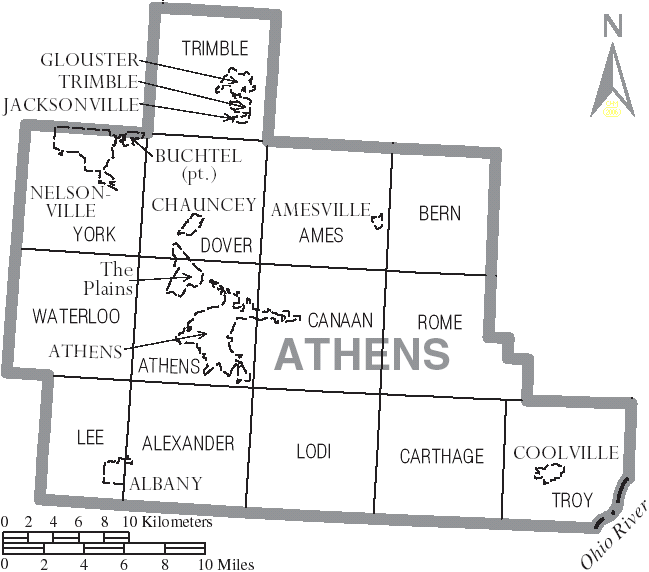 N
TRIMBLE
GLOUSTER
TRIMBLE
JACKSONVILLE
BUCHTEL
(pt.)
NELSON-
VILLE
YORK
CHAUNCEY
DOVER
AMESVILLE
AMES
BERN
The
Plains
WATERLOO
ATHENS
ATHENS
CANAAN
ROME
ATHENS
LEE
ALEXANDER
ALBANY
LODI
CARTHAGE
COOLVILLE
TROY
Ohio River
0 2 4 6 8 10 Kilometers
0 2 4 6 8 10 Miles